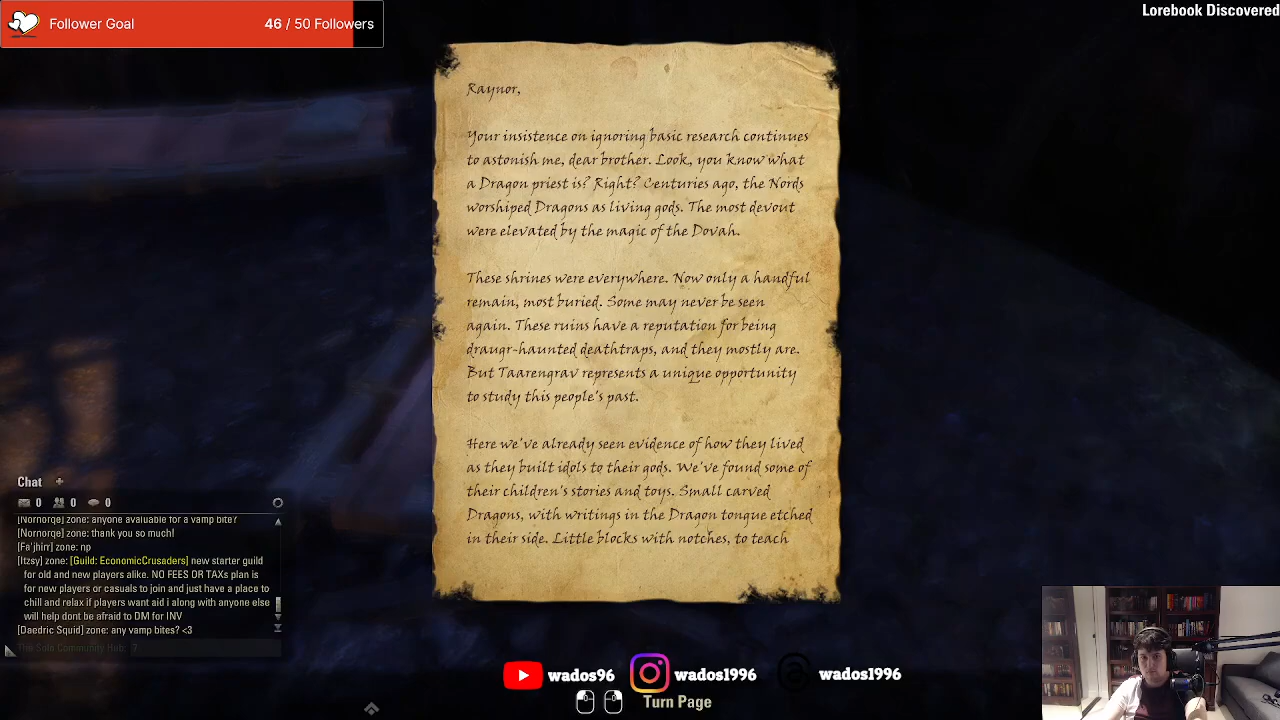 Follower Goal
46 / 50 Followers
Lorebook Discovered
Raynor,
Your insistence on ignoring basic research continues
to astonish me, dear brother. Look, you know what
a Dragon priest is? Right? Centuries ago, the Nords
worshiped Dragons as living gods. The most devout
were elevated by the magic of the Dovah.
These shrines were everywhere. Now only a handful
remain, most buried. Some may never be seen
again. These ruins have a reputation for being
draugr-haunted deathtraps, and they mostly are.
But Taarengrav represents a unique opportunity
to study this people's past.
Here we've already seen evidence of how they lived
as they built idols to their gods. We've found some of
their children's stories and toys. Small carved
Dragons, with writings in the Dragon tongue etched
in their side. Little blocks with notches, to teach
Chat
0 0 0
[Nornorqe] zone: anyone available for a vamp bite?
[Nornorqe] zone: thank you so much!
[Fa'jhirr] zone: np
[Itzsy] zone: [Guild: EconomicCrusaders] new starter guild
for old and new players alike. NO FEES OR TAXs plan is
for new players or casuals to join and just have a place to
chill and relax if players want aid i along with anyone else
will help dont be afraid to DM for INV
[Daedric Squid] zone: any vamp bites? <3
The Solo Community Hub: ?
wados96
wados1996
wados1996
Turn Page